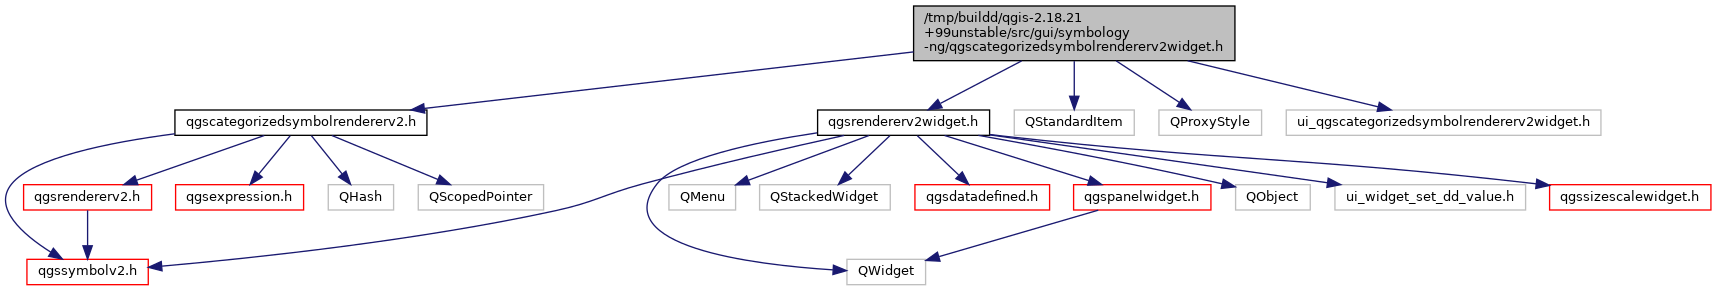 /tmp/buildd/qgis-2.18.21
+99unstable/src/gui/symbology
-ng/qgscategorizedsymbolrendererv2widget.h
qgscategorizedsymbolrendererv2.h
qgsrendererv2widget.h
QStandardItem
QProxyStyle
ui_qgscategorizedsymbolrendererv2widget.h
qgsrendererv2.h
qgsexpression.h
QHash
QScopedPointer
QMenu
QStackedWidget
qgsdatadefined.h
qgspanelwidget.h
QObject
ui_widget_set_dd_value.h
qgssizescalewidget.h
qgssymbolv2.h
QWidget